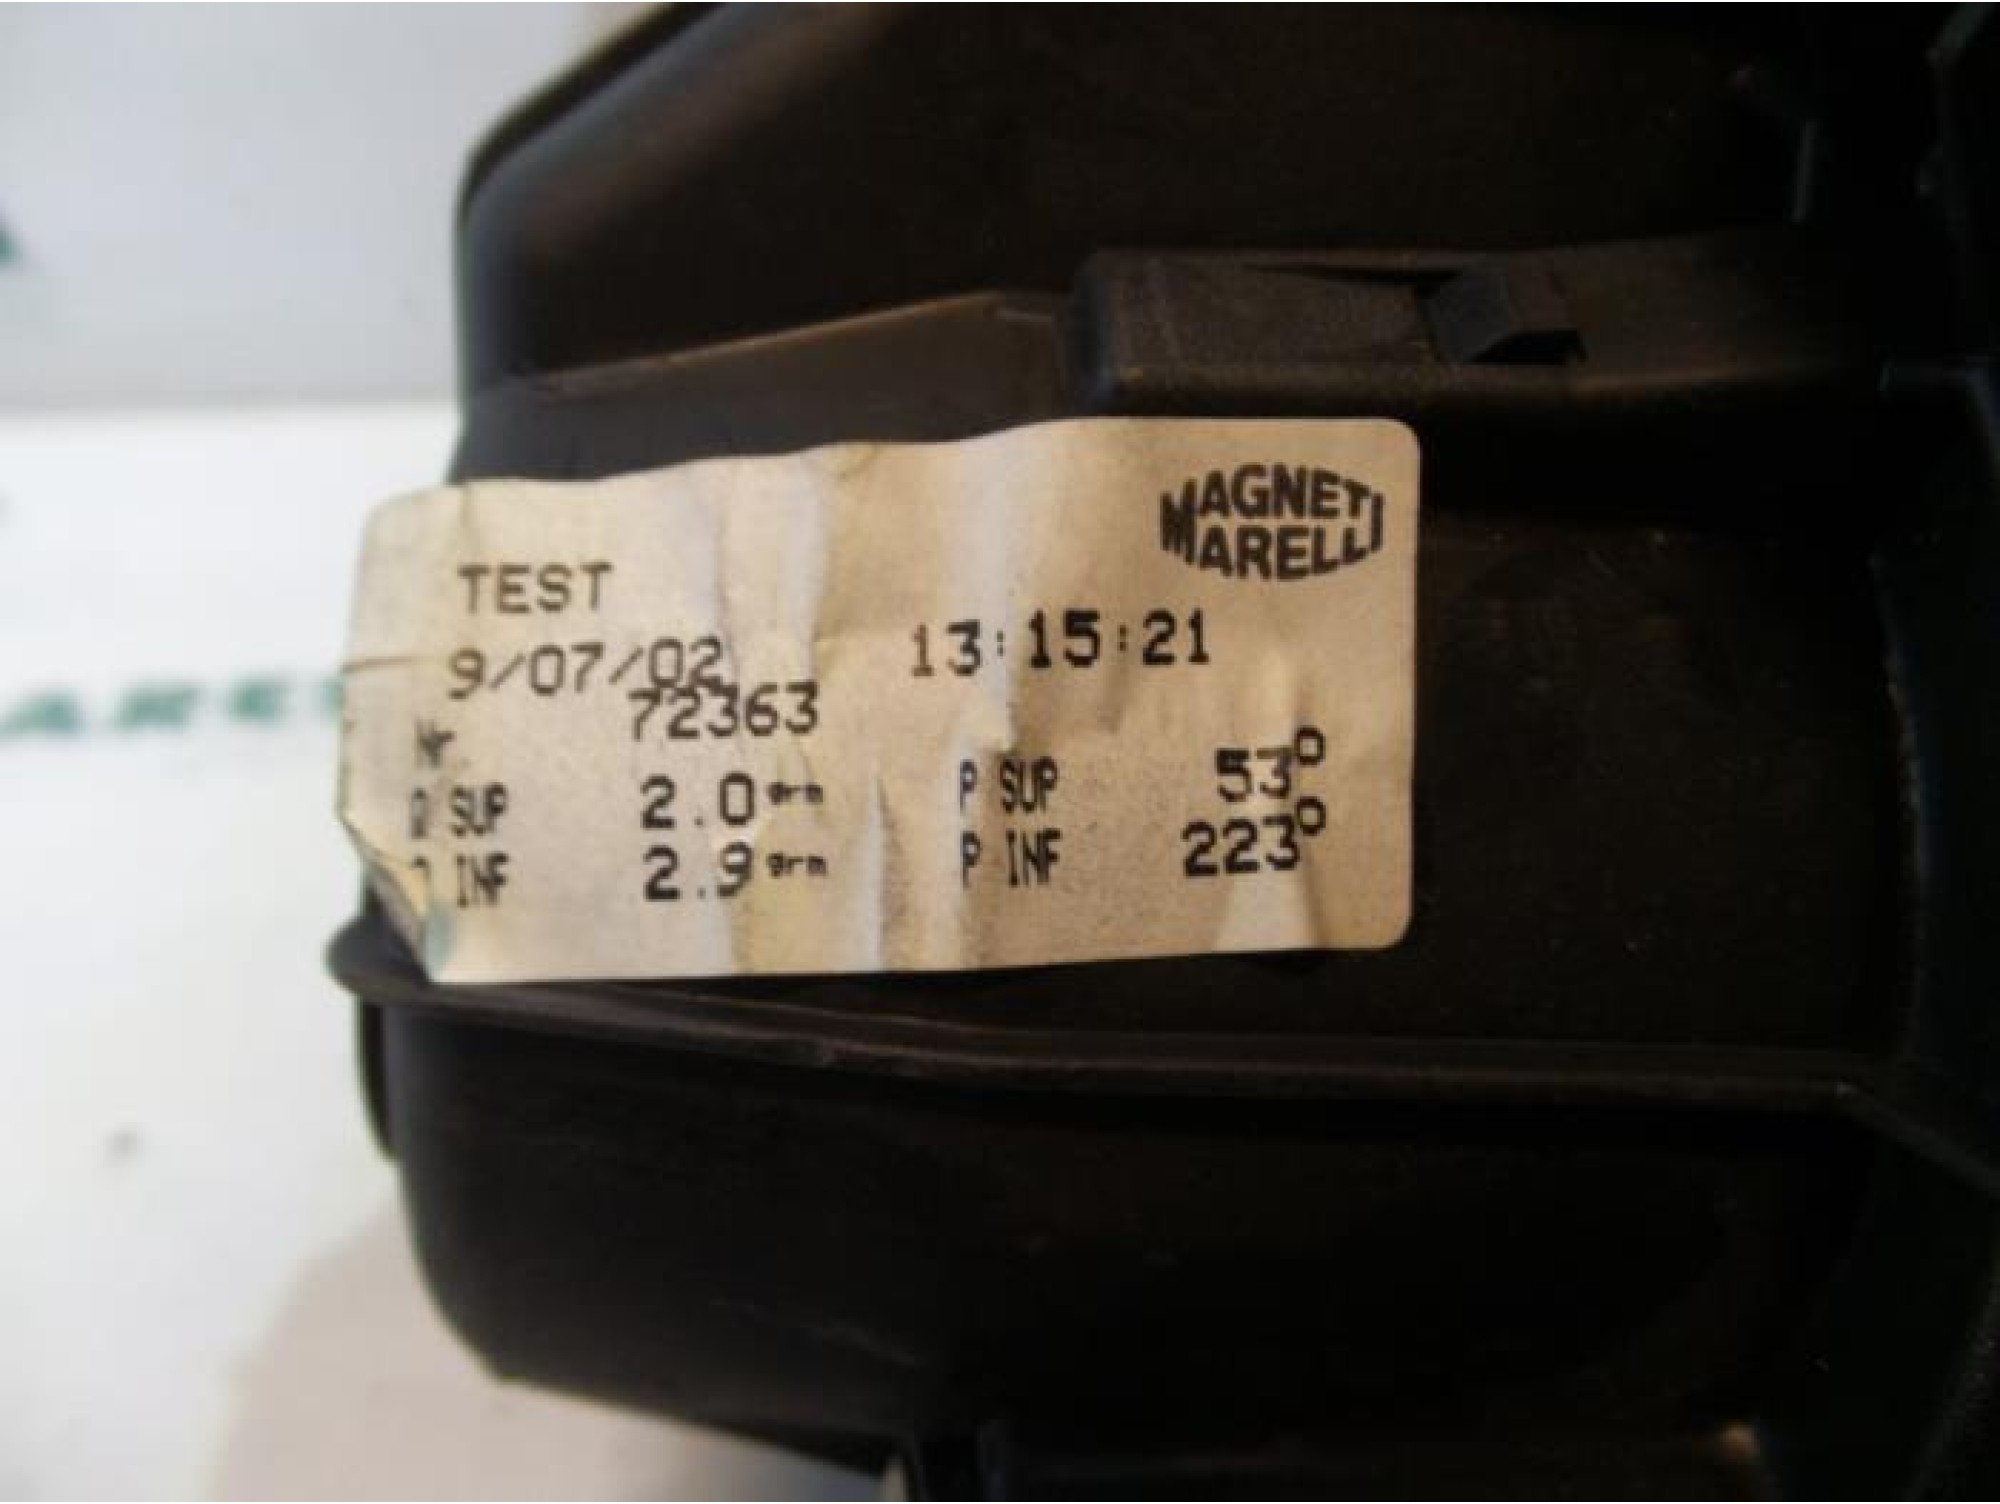 MAGNETI
MARELLI
TEST
9/07/02 13:15:21
Nr. 72363
Q SUP 2.0 grm P SUP 53°
INF 2.9 grm P INF 223°